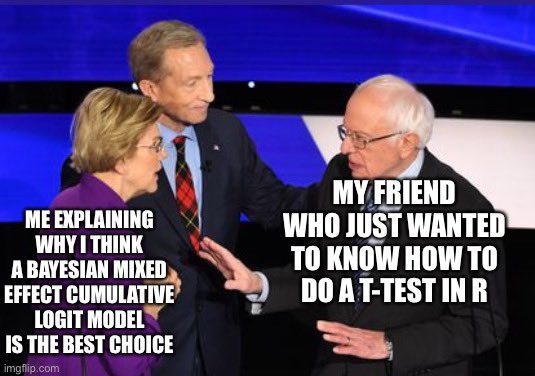 ME EXPLAINING
WHY I THINK
A BAYESIAN MIXED
EFFECT CUMULATIVE
LOGIT MODEL
IS THE BEST CHOICE
MY FRIEND
WHO JUST WANTED
TO KNOW HOW TO
DO A T-TEST IN R
imgflip.com